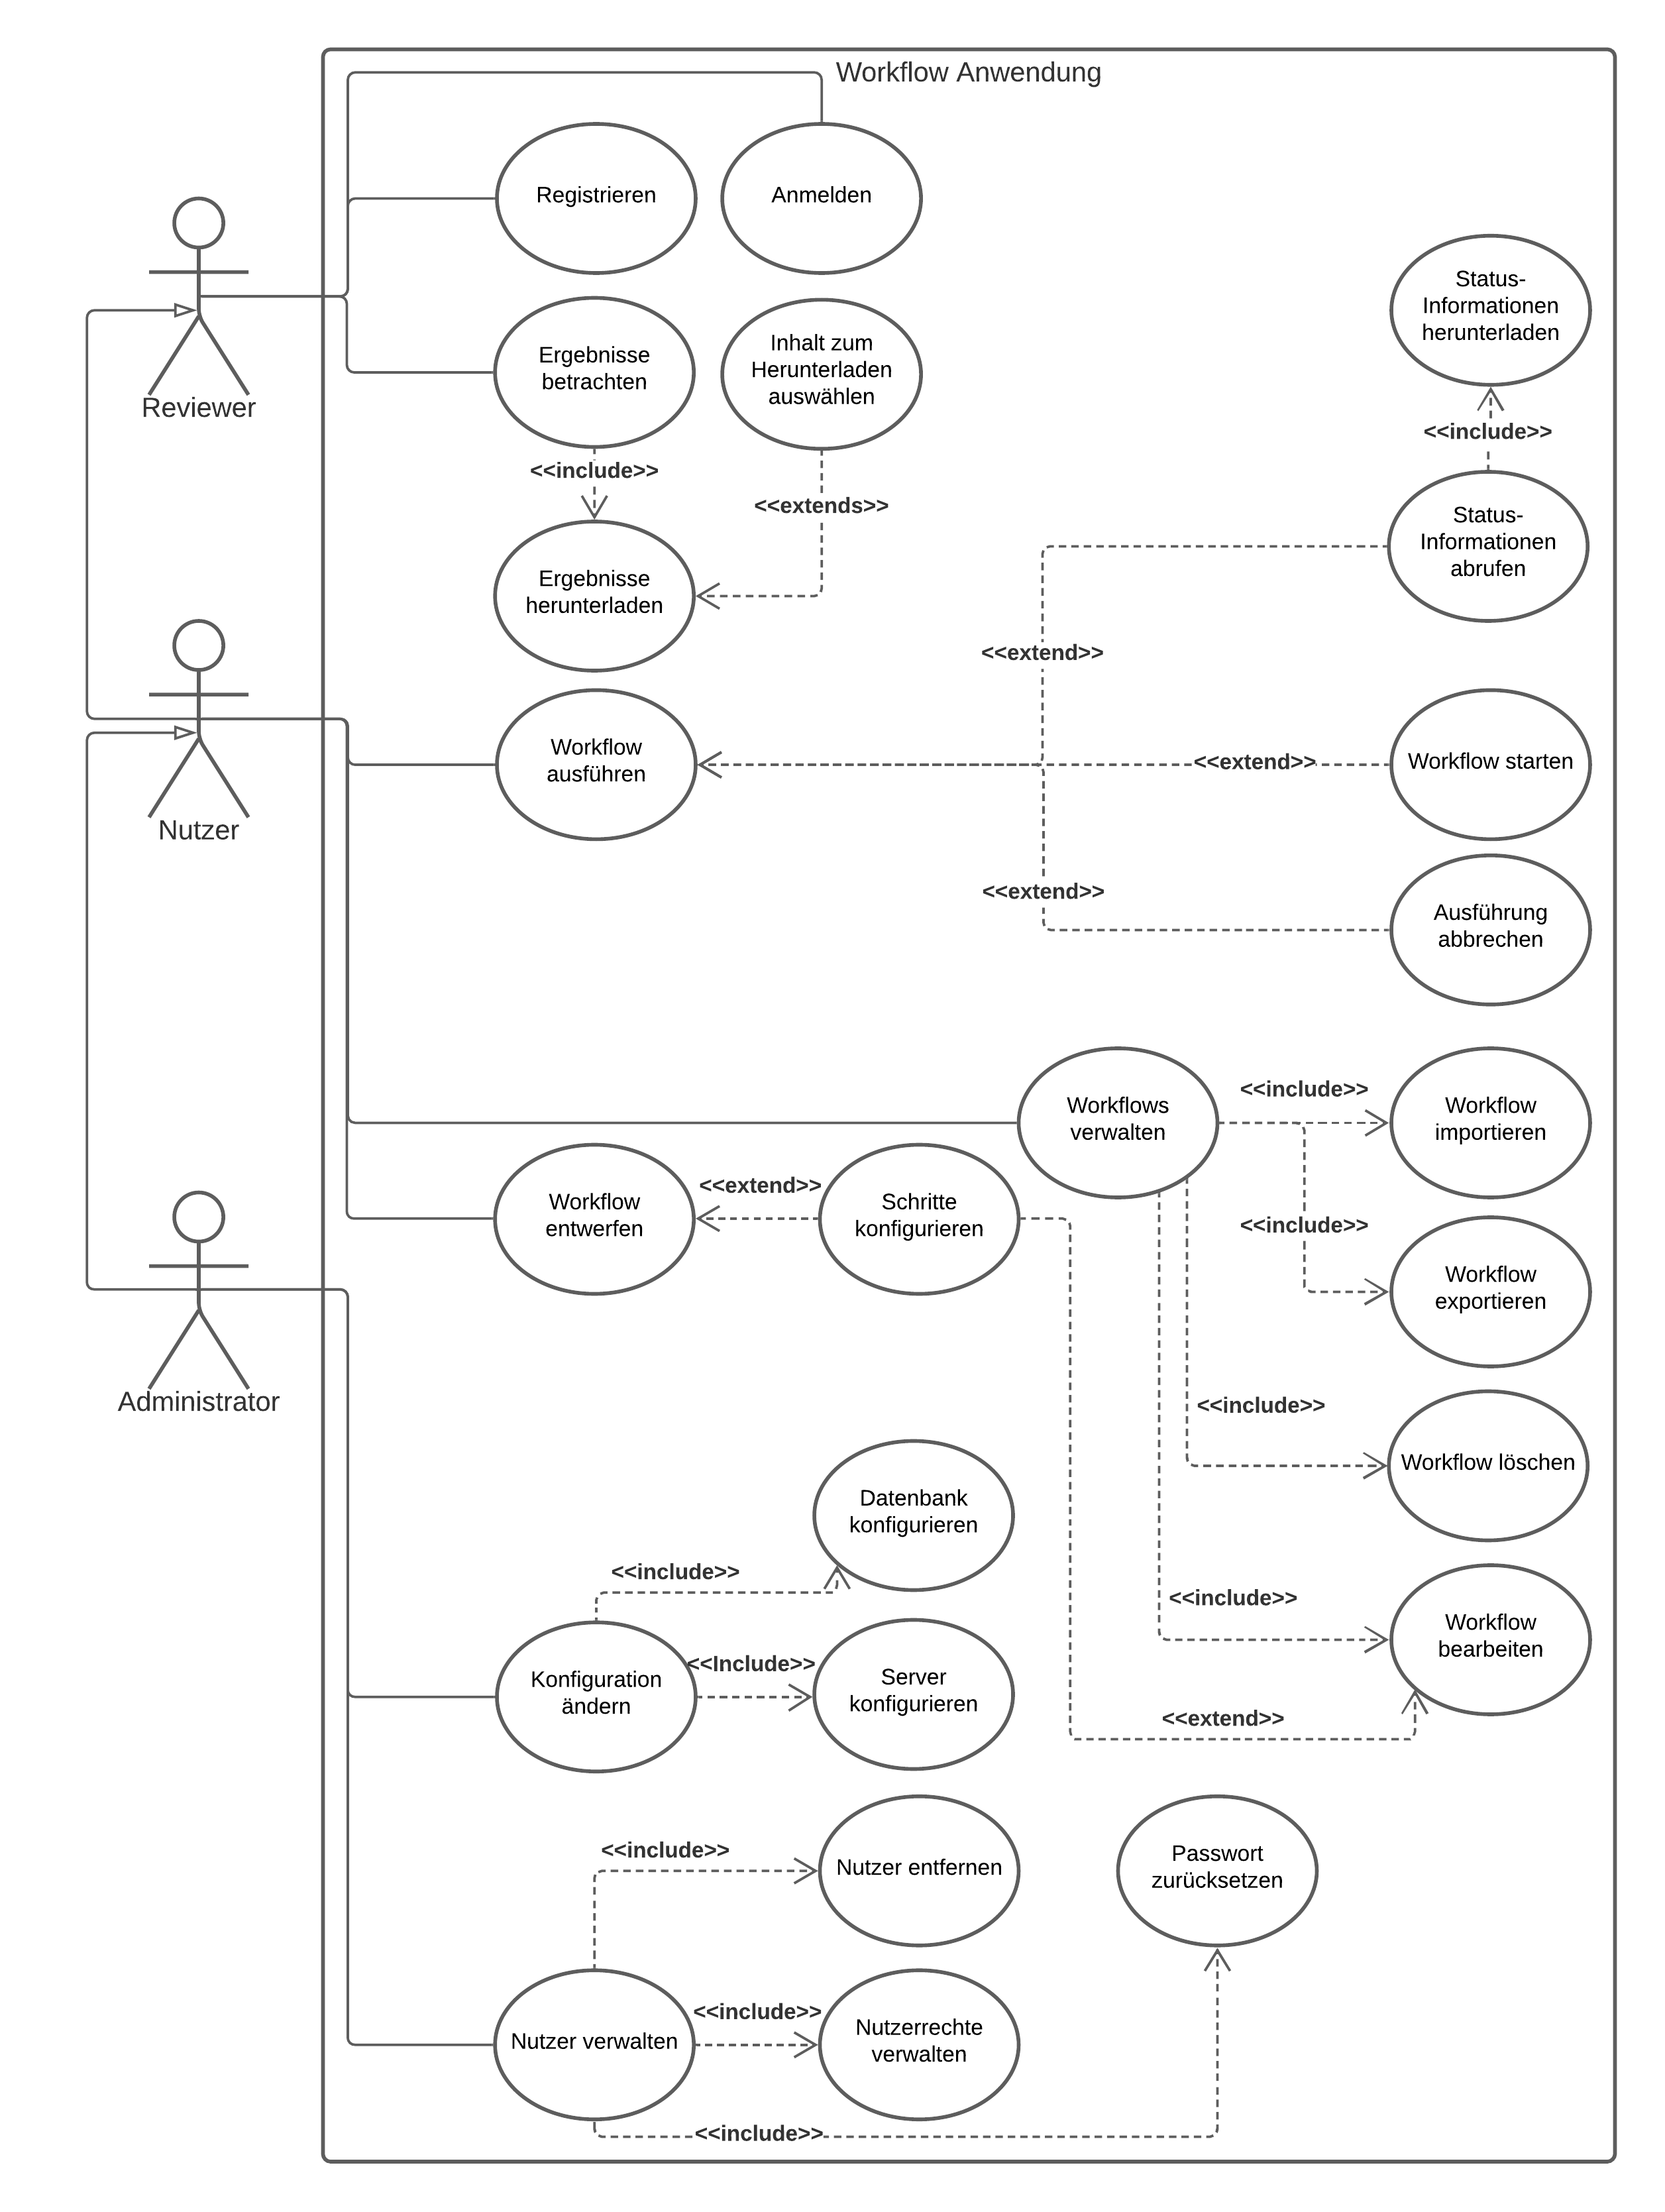 Workflow Anwendung
Registrieren
Anmelden
Reviewer
Ergebnisse
betrachten
Inhalt zum
Herunterladen
auswählen
Status-
Informationen
herunterladen
<<include>>
<<include>>
<<extends>>
Ergebnisse
herunterladen
Status-
Informationen
abrufen
<<extend>>
Nutzer
Workflow
ausführen
<<extend>>
Workflow starten
<<extend>>
Ausführung
abbrechen
Workflows
verwalten
<<include>>
Workflow
importieren
Workflow
entwerfen
<<extend>>
Schritte
konfigurieren
<<include>>
Workflow
exportieren
Administrator
<<include>>
Workflow löschen
Datenbank
konfigurieren
<<include>>
<<include>>
Workflow
bearbeiten
Konfiguration
ändern
<<Include>>
Server
konfigurieren
<<extend>>
<<include>>
Nutzer entfernen
Passwort
zurücksetzen
Nutzer verwalten
<<include>>
Nutzerrechte
verwalten
<<include>>